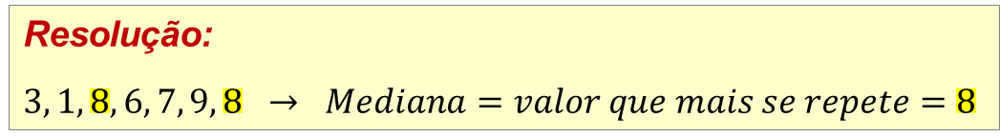 Resolução:
3, 1, 8, 6, 7, 9, 8 → Mediana = valor que mais se repete = 8